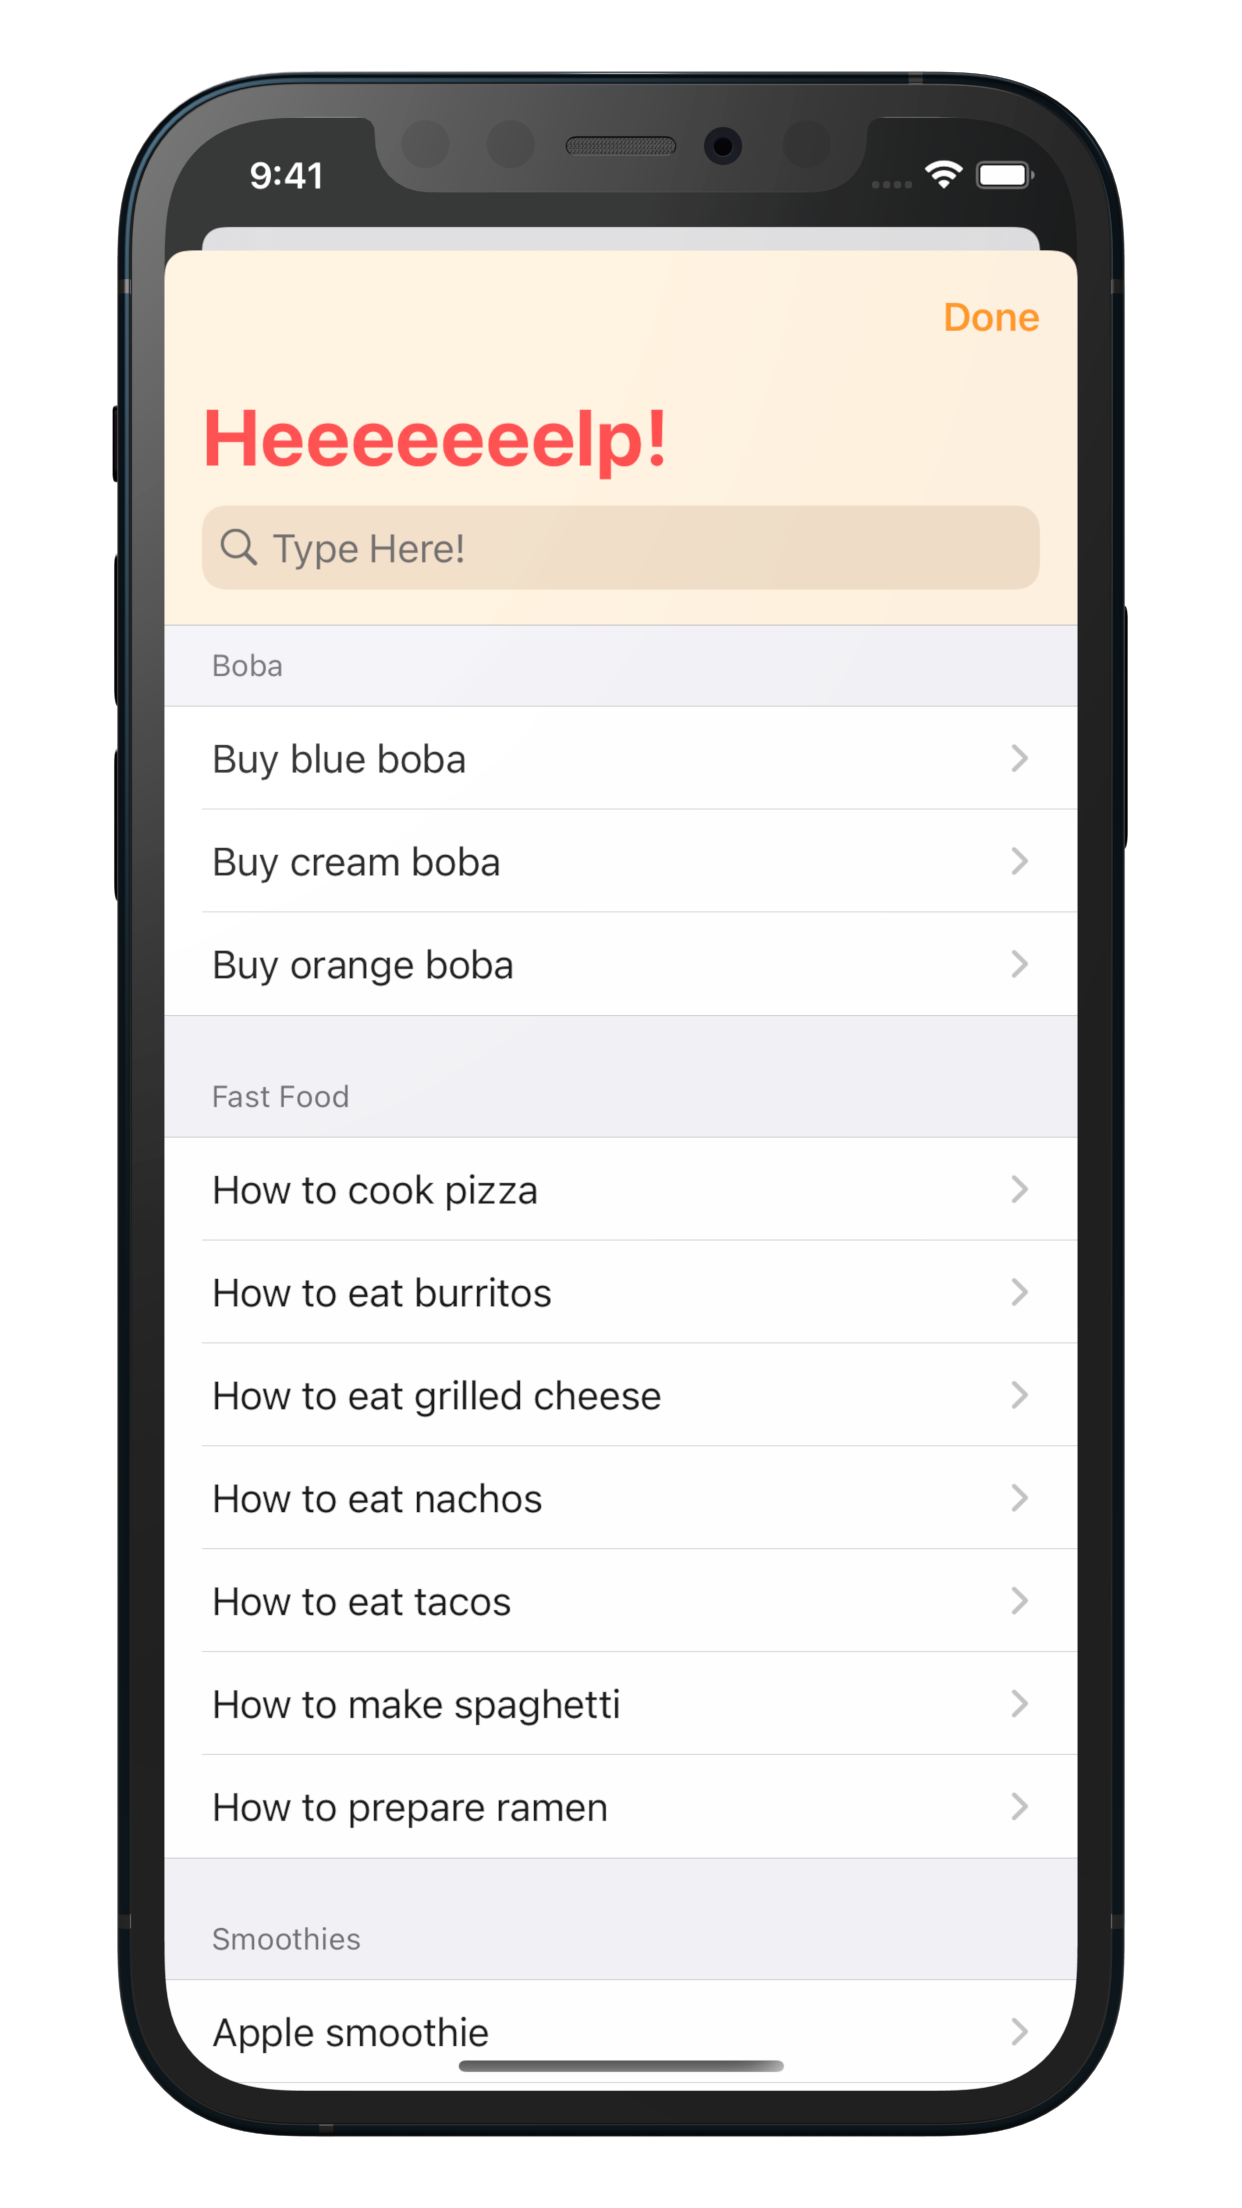 9:41
Done
Heeeeeeelp!
Type Here!
Boba
Buy blue boba
Buy cream boba
Buy orange boba
Fast Food
How to cook pizza
How to eat burritos
How to eat grilled cheese
How to eat nachos
How to eat tacos
How to make spaghetti
How to prepare ramen
Smoothies
Apple smoothie